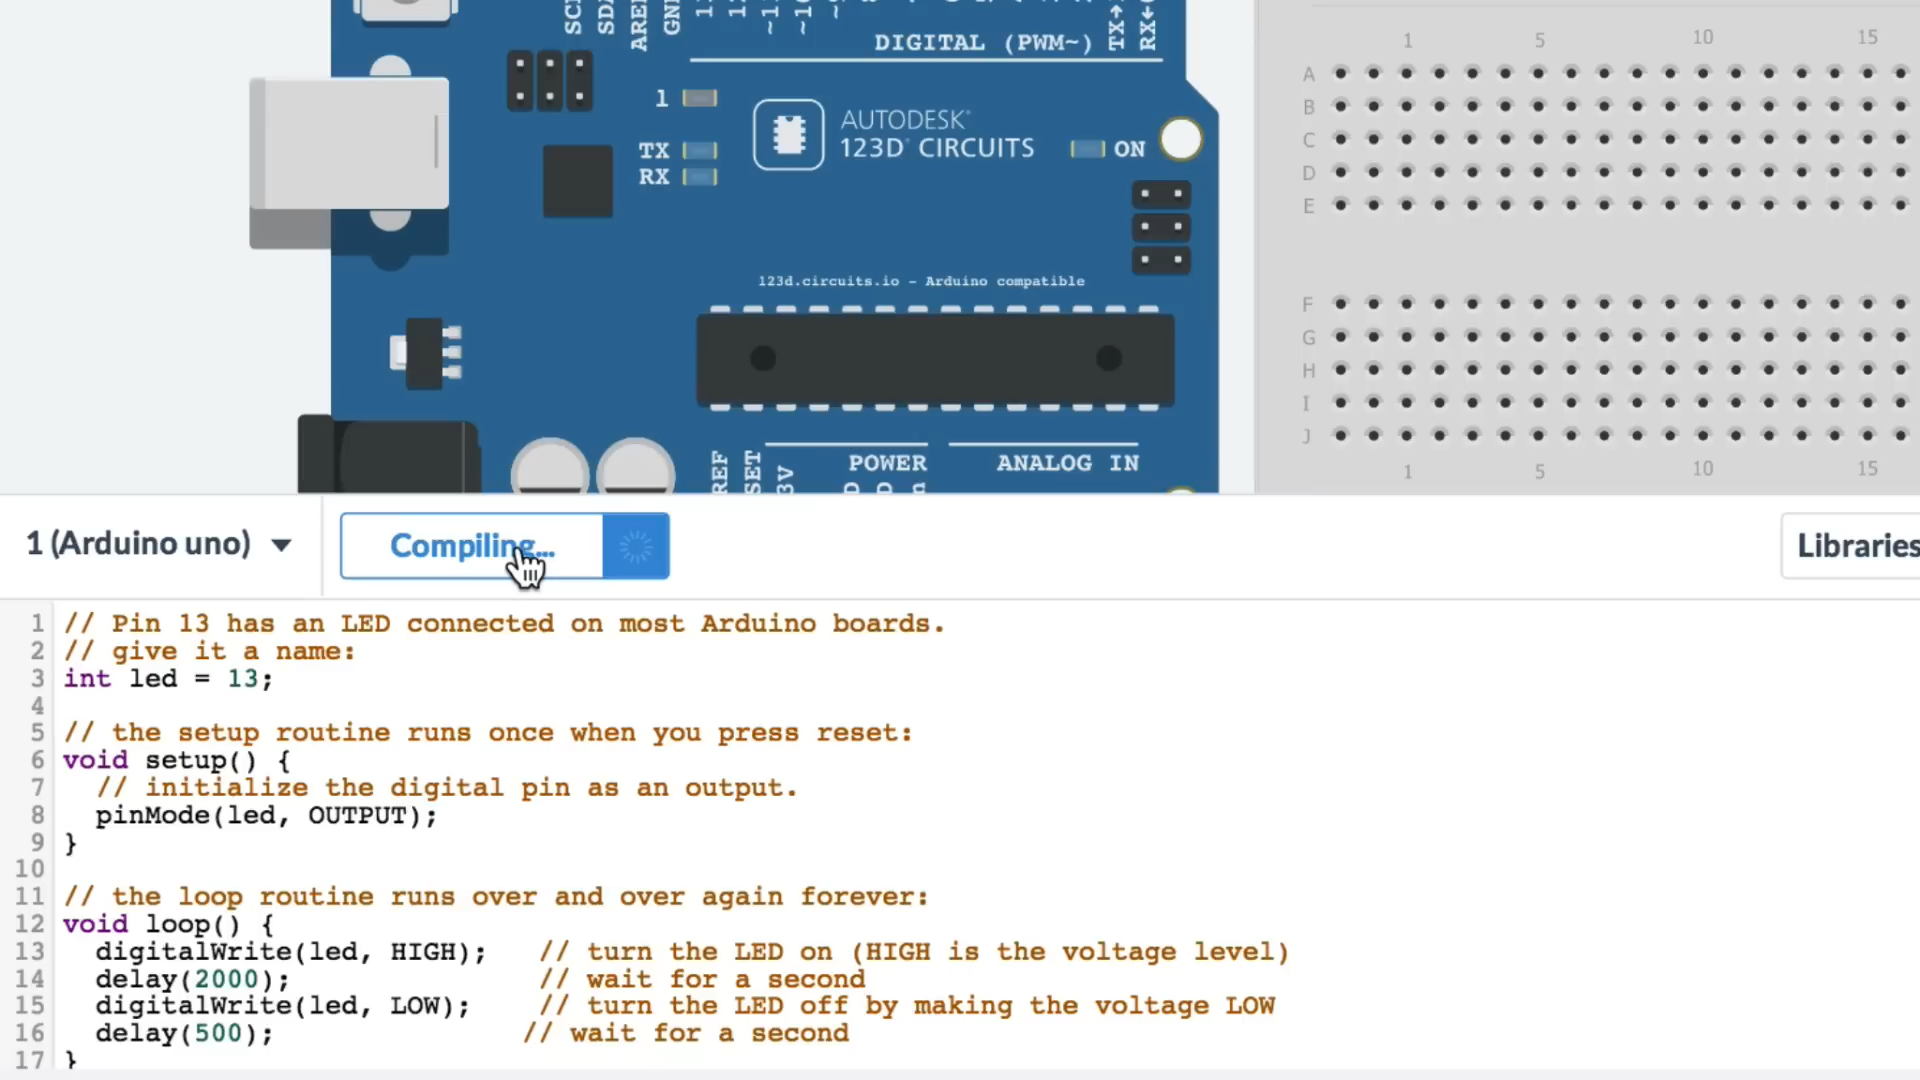 SDA
AREF
GND
DIGITAL (PWM~)
TX→
RX←
1
TX
RX
AUTODESK®
123D® CIRCUITS
ON
123d.circuits.io - Arduino compatible
POWER
ANALOG IN
1 5 10 15
A
B
C
D
E
F
G
H
I
J
1 5 10 15
1 (Arduino uno)
Compiling...
Libraries
1 // Pin 13 has an LED connected on most Arduino boards.
2 // give it a name:
3 int led = 13;
4
5 // the setup routine runs once when you press reset:
6 void setup() {
7 // initialize the digital pin as an output.
8 pinMode(led, OUTPUT);
9 }
10
11 // the loop routine runs over and over again forever:
12 void loop() {
13 digitalWrite(led, HIGH); // turn the LED on (HIGH is the voltage level)
14 delay(2000); // wait for a second
15 digitalWrite(led, LOW); // turn the LED off by making the voltage LOW
16 delay(500); // wait for a second
17 }